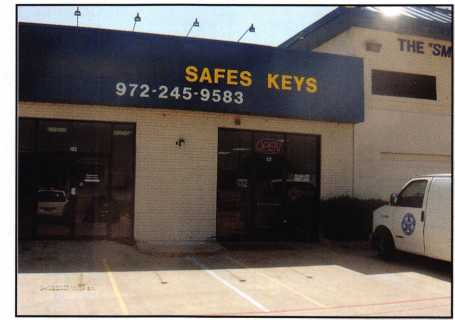 THE "SM
SAFES KEYS
972-245-9583
OPEN